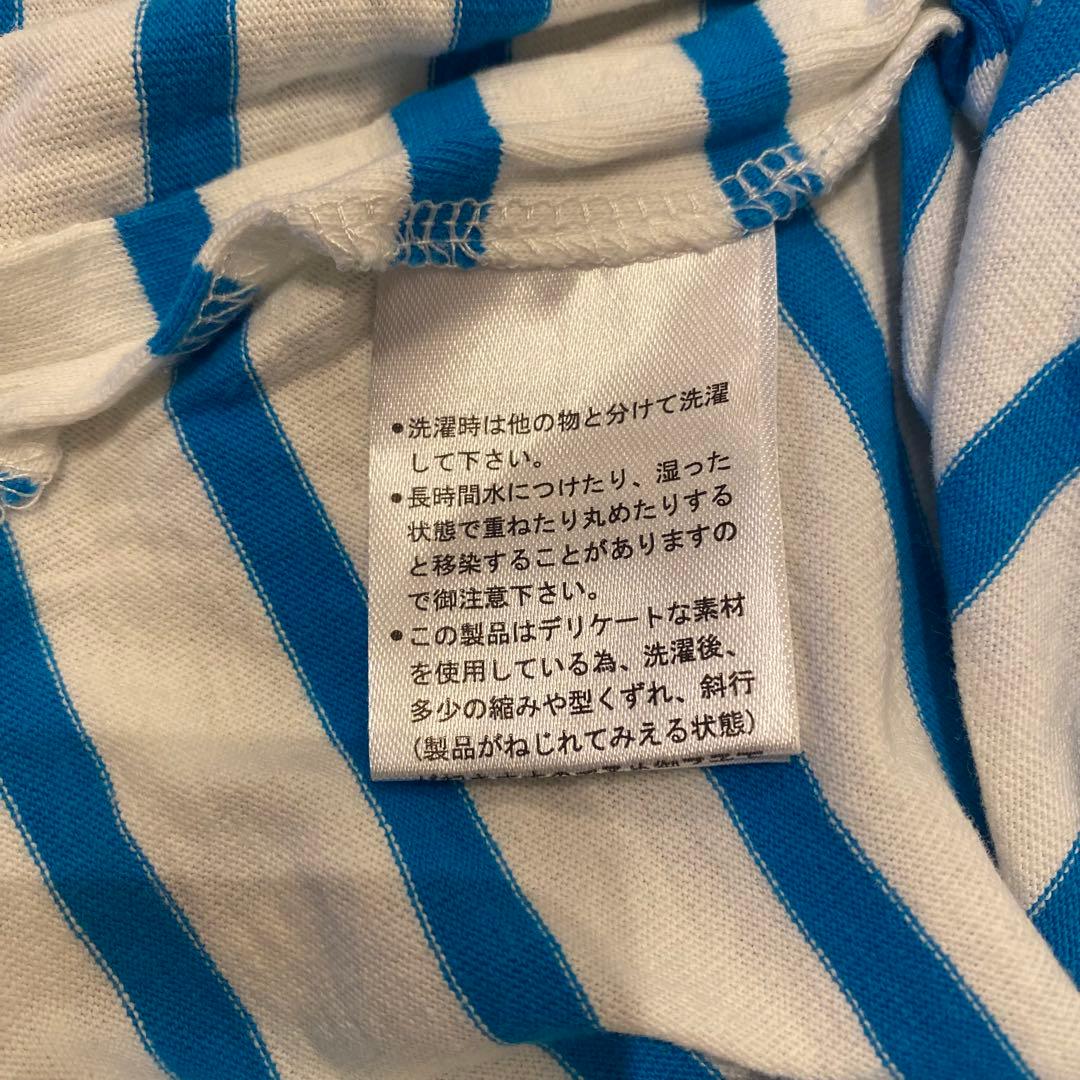 •洗濯時は他の物と分けて洗濯
して下さい。
•長時間水につけたり、湿った
状態で重ねたり丸めたりする
と移染することがありますの
で御注意下さい。
•この製品はデリケートな素材
を使用している為、洗濯後、
多少の縮みや型くずれ、斜行
(製品がねじれてみえる状態)